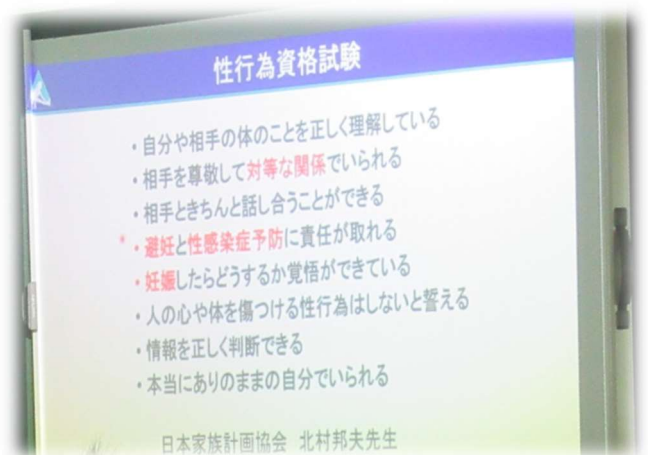 性行為資格試験
・自分や相手の体のことを正しく理解している
・相手を尊敬して対等な関係でいられる
・相手ときちんと話し合うことができる
*・避妊と性感染症予防に責任が取れる
・妊娠したらどうするか覚悟ができている
・人の心や体を傷つける性行為はしないと誓える
・情報を正しく判断できる
・本当にありのままの自分でいられる
日本家族計画協会 北村邦夫先生